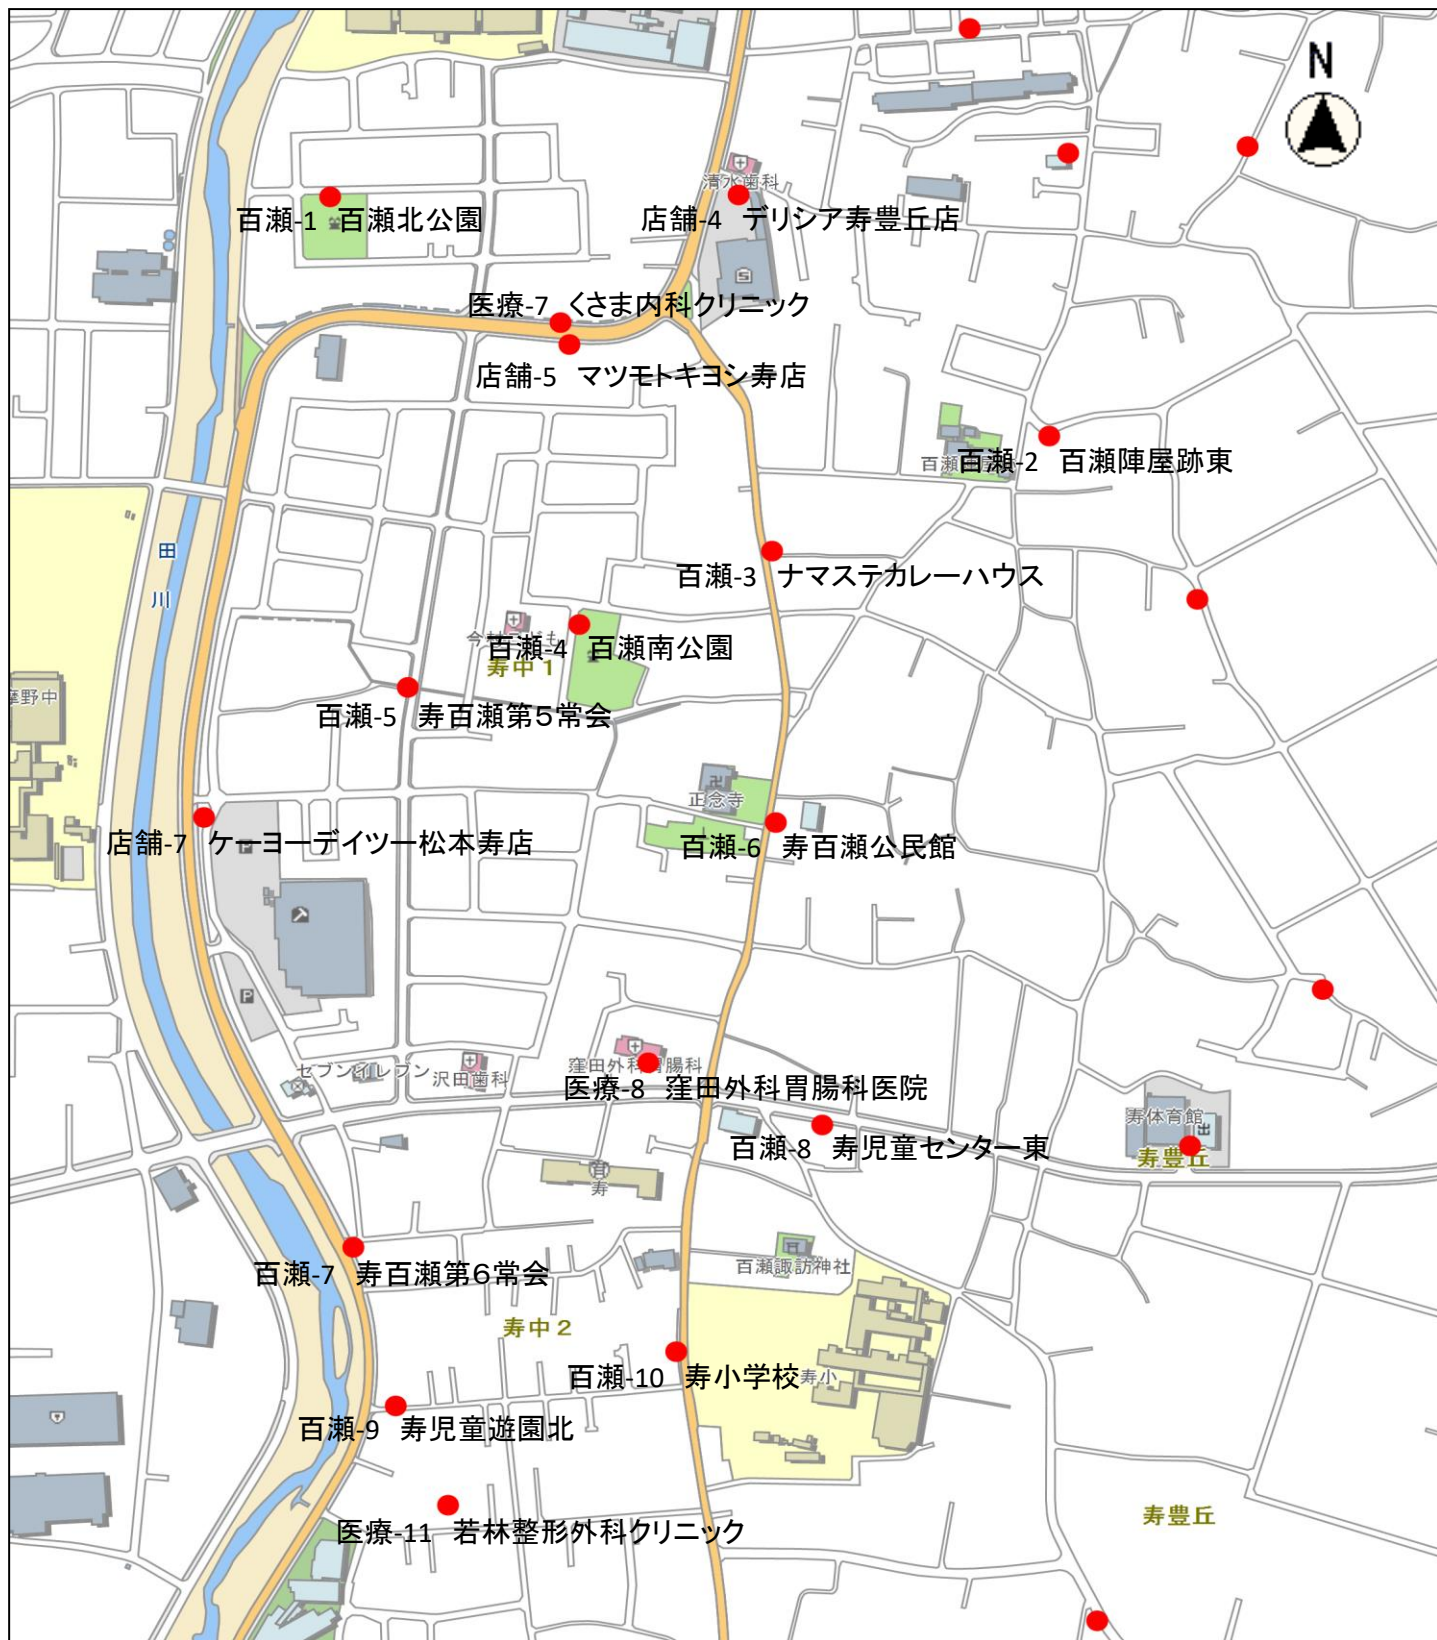 N
清水歯科
百瀬-1 百瀬北公園
店舗-4 デリシア寿豊丘店
S
医療-7 くさま内科クリニック
店舗-5 マツモトキヨシ寿店
百瀬-2 百瀬陣屋跡東
田
川
百瀬-3 ナマステカレーハウス
百瀬-4 百瀬南公園
寿中1
摩野中
百瀬-5 寿百瀬第5常会
正念寺
店舗-7 ケーヨーデイツー松本寿店
P
百瀬-6 寿百瀬公民館
P
セブンイレブン
沢田歯科
窪田外科胃腸科
医療-8 窪田外科胃腸科医院
寿体育館
百瀬-8 寿児童センター東
寿豊丘
寿
百瀬諏訪神社
百瀬-7 寿百瀬第6常会
寿中2
百瀬-10 寿小学校
寿小
百瀬-9 寿児童遊園北
寿豊丘
医療-11 若林整形外科クリニック